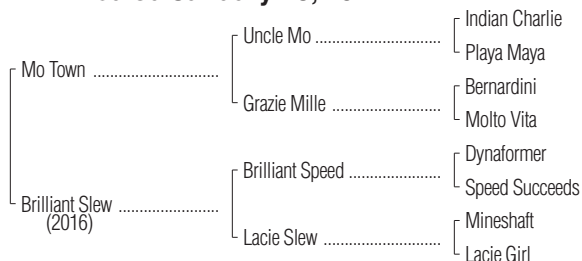 Indian Charlie
Uncle Mo
Playa Maya
Mo Town
Bernardini
Grazie Mille
Molto Vita
Dynaformer
Brilliant Speed
Speed Succeeds
Brilliant Slew
(2016)
Mineshaft
Lacie Slew
Lacie Girl